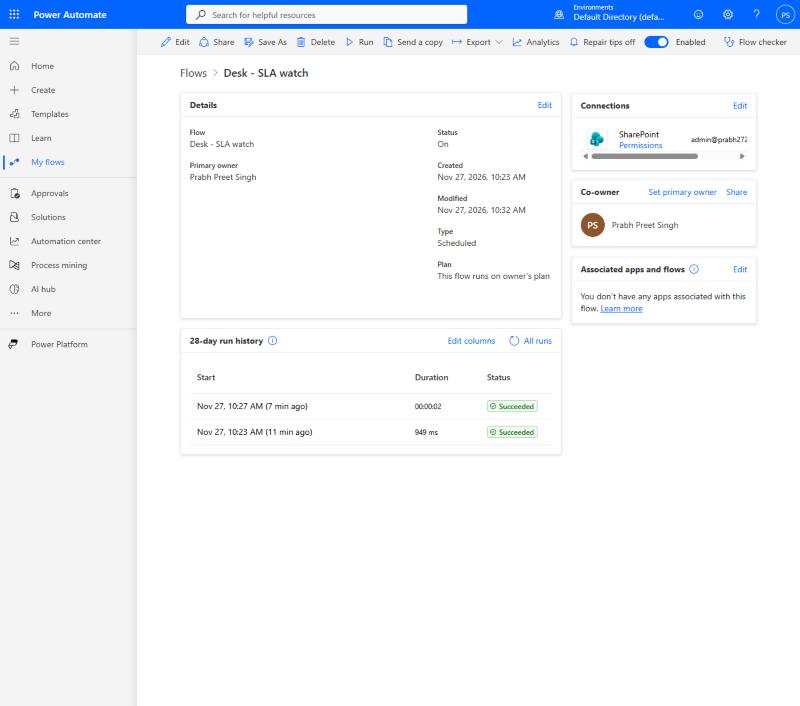 Power Automate
Search for helpful resources
Environments
Default Directory (defa...
PS
Edit
Share
Save As
Delete
Run
Send a copy
Export
Analytics
Repair tips off
Enabled
Flow checker
Home
Create
Templates
Learn
My flows
Approvals
Solutions
Automation center
Process mining
AI hub
More
Power Platform
Flows > Desk - SLA watch
Details
Edit
Flow
Desk - SLA watch
Primary owner
Prabh Preet Singh
Status
On
Created
Nov 27, 2026, 10:23 AM
Modified
Nov 27, 2026, 10:32 AM
Type
Scheduled
Plan
This flow runs on owner's plan
28-day run history
Edit columns
All runs
Start Duration Status
Nov 27, 10:27 AM (7 min ago) 00:00:02 Succeeded
Nov 27, 10:23 AM (11 min ago) 949 ms Succeeded
Connections
Edit
SharePoint
Permissions
admin@prabh272
Co-owner
Set primary owner
Share
PS
Prabh Preet Singh
Associated apps and flows
Edit
You don't have any apps associated with this
flow. Learn more